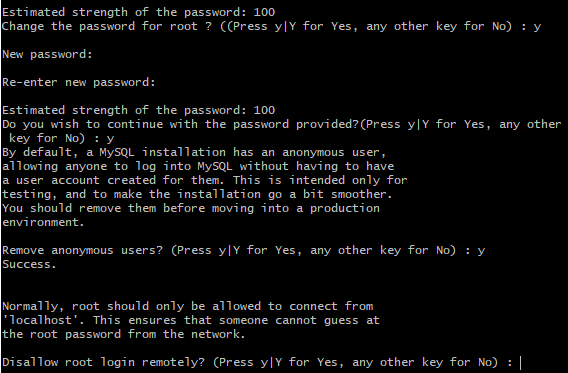 Estimated strength of the password: 100
Change the password for root ? ((Press y|Y for Yes, any other key for No) : y
New password:
Re-enter new password:
Estimated strength of the password: 100
Do you wish to continue with the password provided?(Press y|Y for Yes, any other
key for No) : y
By default, a MySQL installation has an anonymous user,
allowing anyone to log into MySQL without having to have
a user account created for them. This is intended only for
testing, and to make the installation go a bit smoother.
You should remove them before moving into a production
environment.
Remove anonymous users? (Press y|Y for Yes, any other key for No) : y
Success.
Normally, root should only be allowed to connect from
'localhost'. This ensures that someone cannot guess at
the root password from the network.
Disallow root login remotely? (Press y|Y for Yes, any other key for No) :